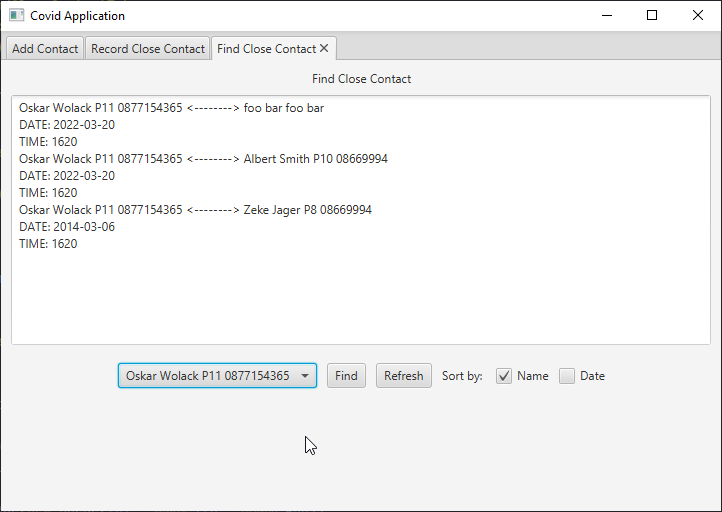 Covid Application
Add Contact Record Close Contact Find Close Contact
Find Close Contact
Oskar Wolack P11 0877154365 <--------> foo bar foo bar
DATE: 2022-03-20
TIME: 1620
Oskar Wolack P11 0877154365 <--------> Albert Smith P10 08669994
DATE: 2022-03-20
TIME: 1620
Oskar Wolack P11 0877154365 <--------> Zeke Jager P8 08669994
DATE: 2014-03-06
TIME: 1620
Oskar Wolack P11 0877154365 Find Refresh Sort by: Name Date